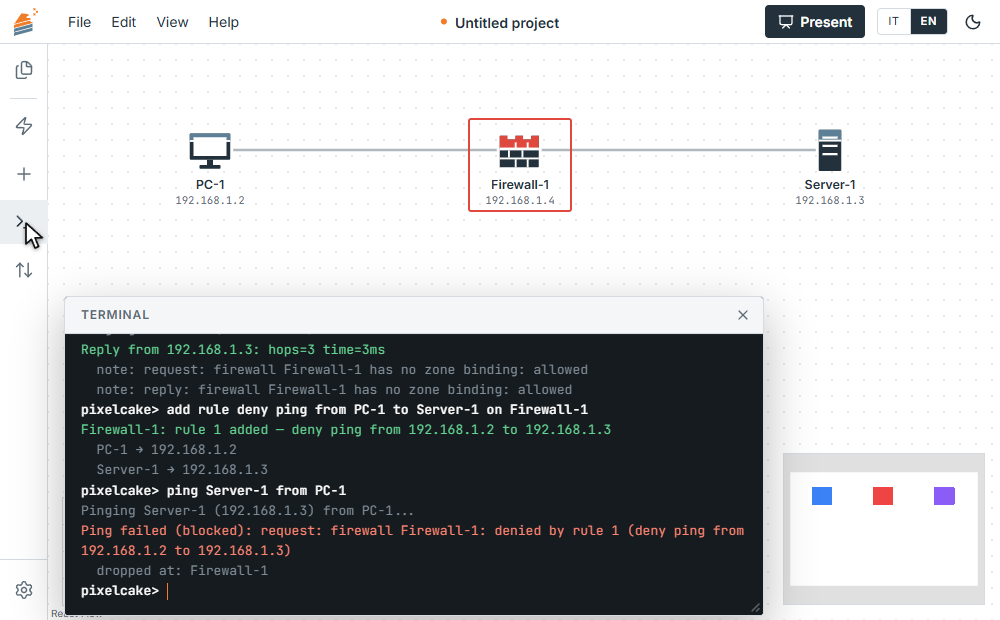 File Edit View Help
Untitled project
Present
IT EN
PC-1
192.168.1.2
Firewall-1
192.168.1.4
Server-1
192.168.1.3
TERMINAL
Reply from 192.168.1.3: hops=3 time=3ms
note: request: firewall Firewall-1 has no zone binding: allowed
note: reply: firewall Firewall-1 has no zone binding: allowed
pixelcake> add rule deny ping from PC-1 to Server-1 on Firewall-1
Firewall-1: rule 1 added — deny ping from 192.168.1.2 to 192.168.1.3
PC-1 → 192.168.1.2
Server-1 → 192.168.1.3
pixelcake> ping Server-1 from PC-1
Pinging Server-1 (192.168.1.3) from PC-1...
Ping failed (blocked): request: firewall Firewall-1: denied by rule 1 (deny ping from
192.168.1.2 to 192.168.1.3)
dropped at: Firewall-1
pixelcake>